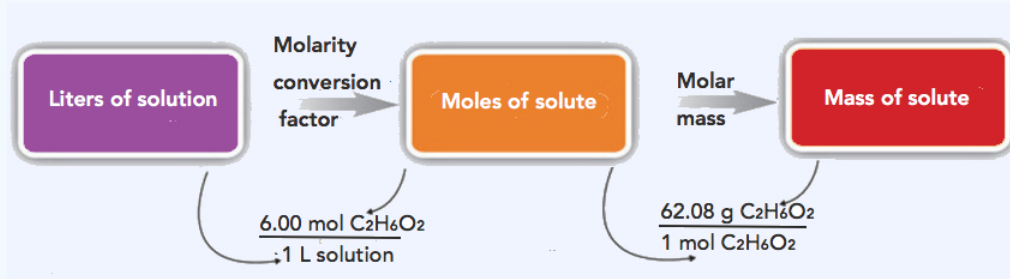 Liters of solution
Molarity
conversion
factor
Moles of solute
Molar
mass
Mass of solute
6.00 mol C2H6O2
1 L solution
62.08 g C2H6O2
1 mol C2H6O2